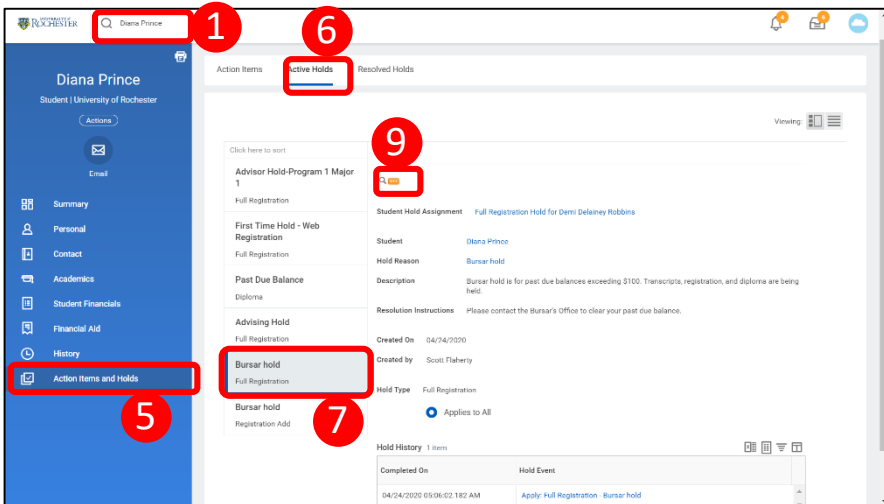 UNIVERSITY of
ROCHESTER
Diana Prince
1
6
Diana Prince
Student | University of Rochester
Actions
Email
Summary
Personal
Contact
Academics
Student Financials
Financial Aid
History
Action Items and Holds
5
Action Items Active Holds Resolved Holds
Viewing:
9
Click here to sort
Advisor Hold-Program 1 Major
1
Full Registration
First Time Hold - Web
Registration
Full Registration
Past Due Balance
Diploma
Advising Hold
Full Registration
Bursar hold
Full Registration
7
Bursar hold
Registration Add
Student Hold Assignment Full Registration Hold for Demi Delainey Robbins
Student Diana Prince
Hold Reason Bursar hold
Description Bursar hold is for past due balances exceeding $100. Transcripts, registration, and diploma are being
held.
Resolution Instructions Please contact the Bursar's Office to clear your past due balance.
Created On 04/24/2020
Created by Scott Flaherty
Hold Type Full Registration
Applies to All
Hold History 1 item
Completed On Hold Event
04/24/2020 05:06:02.182 AM Apply: Full Registration - Bursar hold